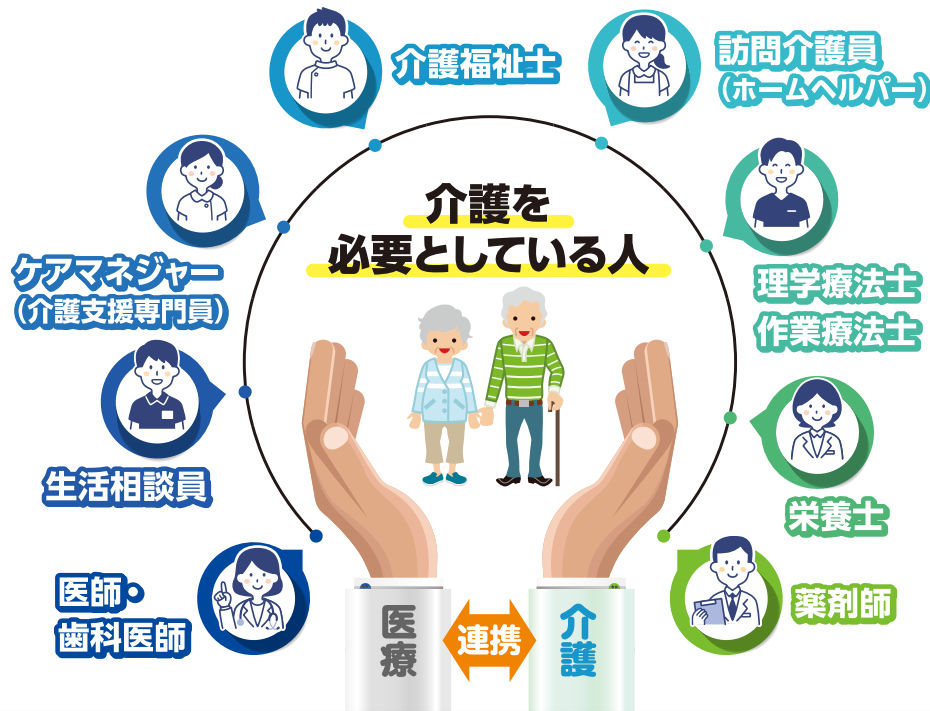 介護福祉士
訪問介護員
（ホームヘルパー）
介護を
必要としている人
ケアマネジャー
（介護支援専門員）
理学療法士
作業療法士
生活相談員
栄養士
医師・
歯科医師
薬剤師
医療
連携
介護